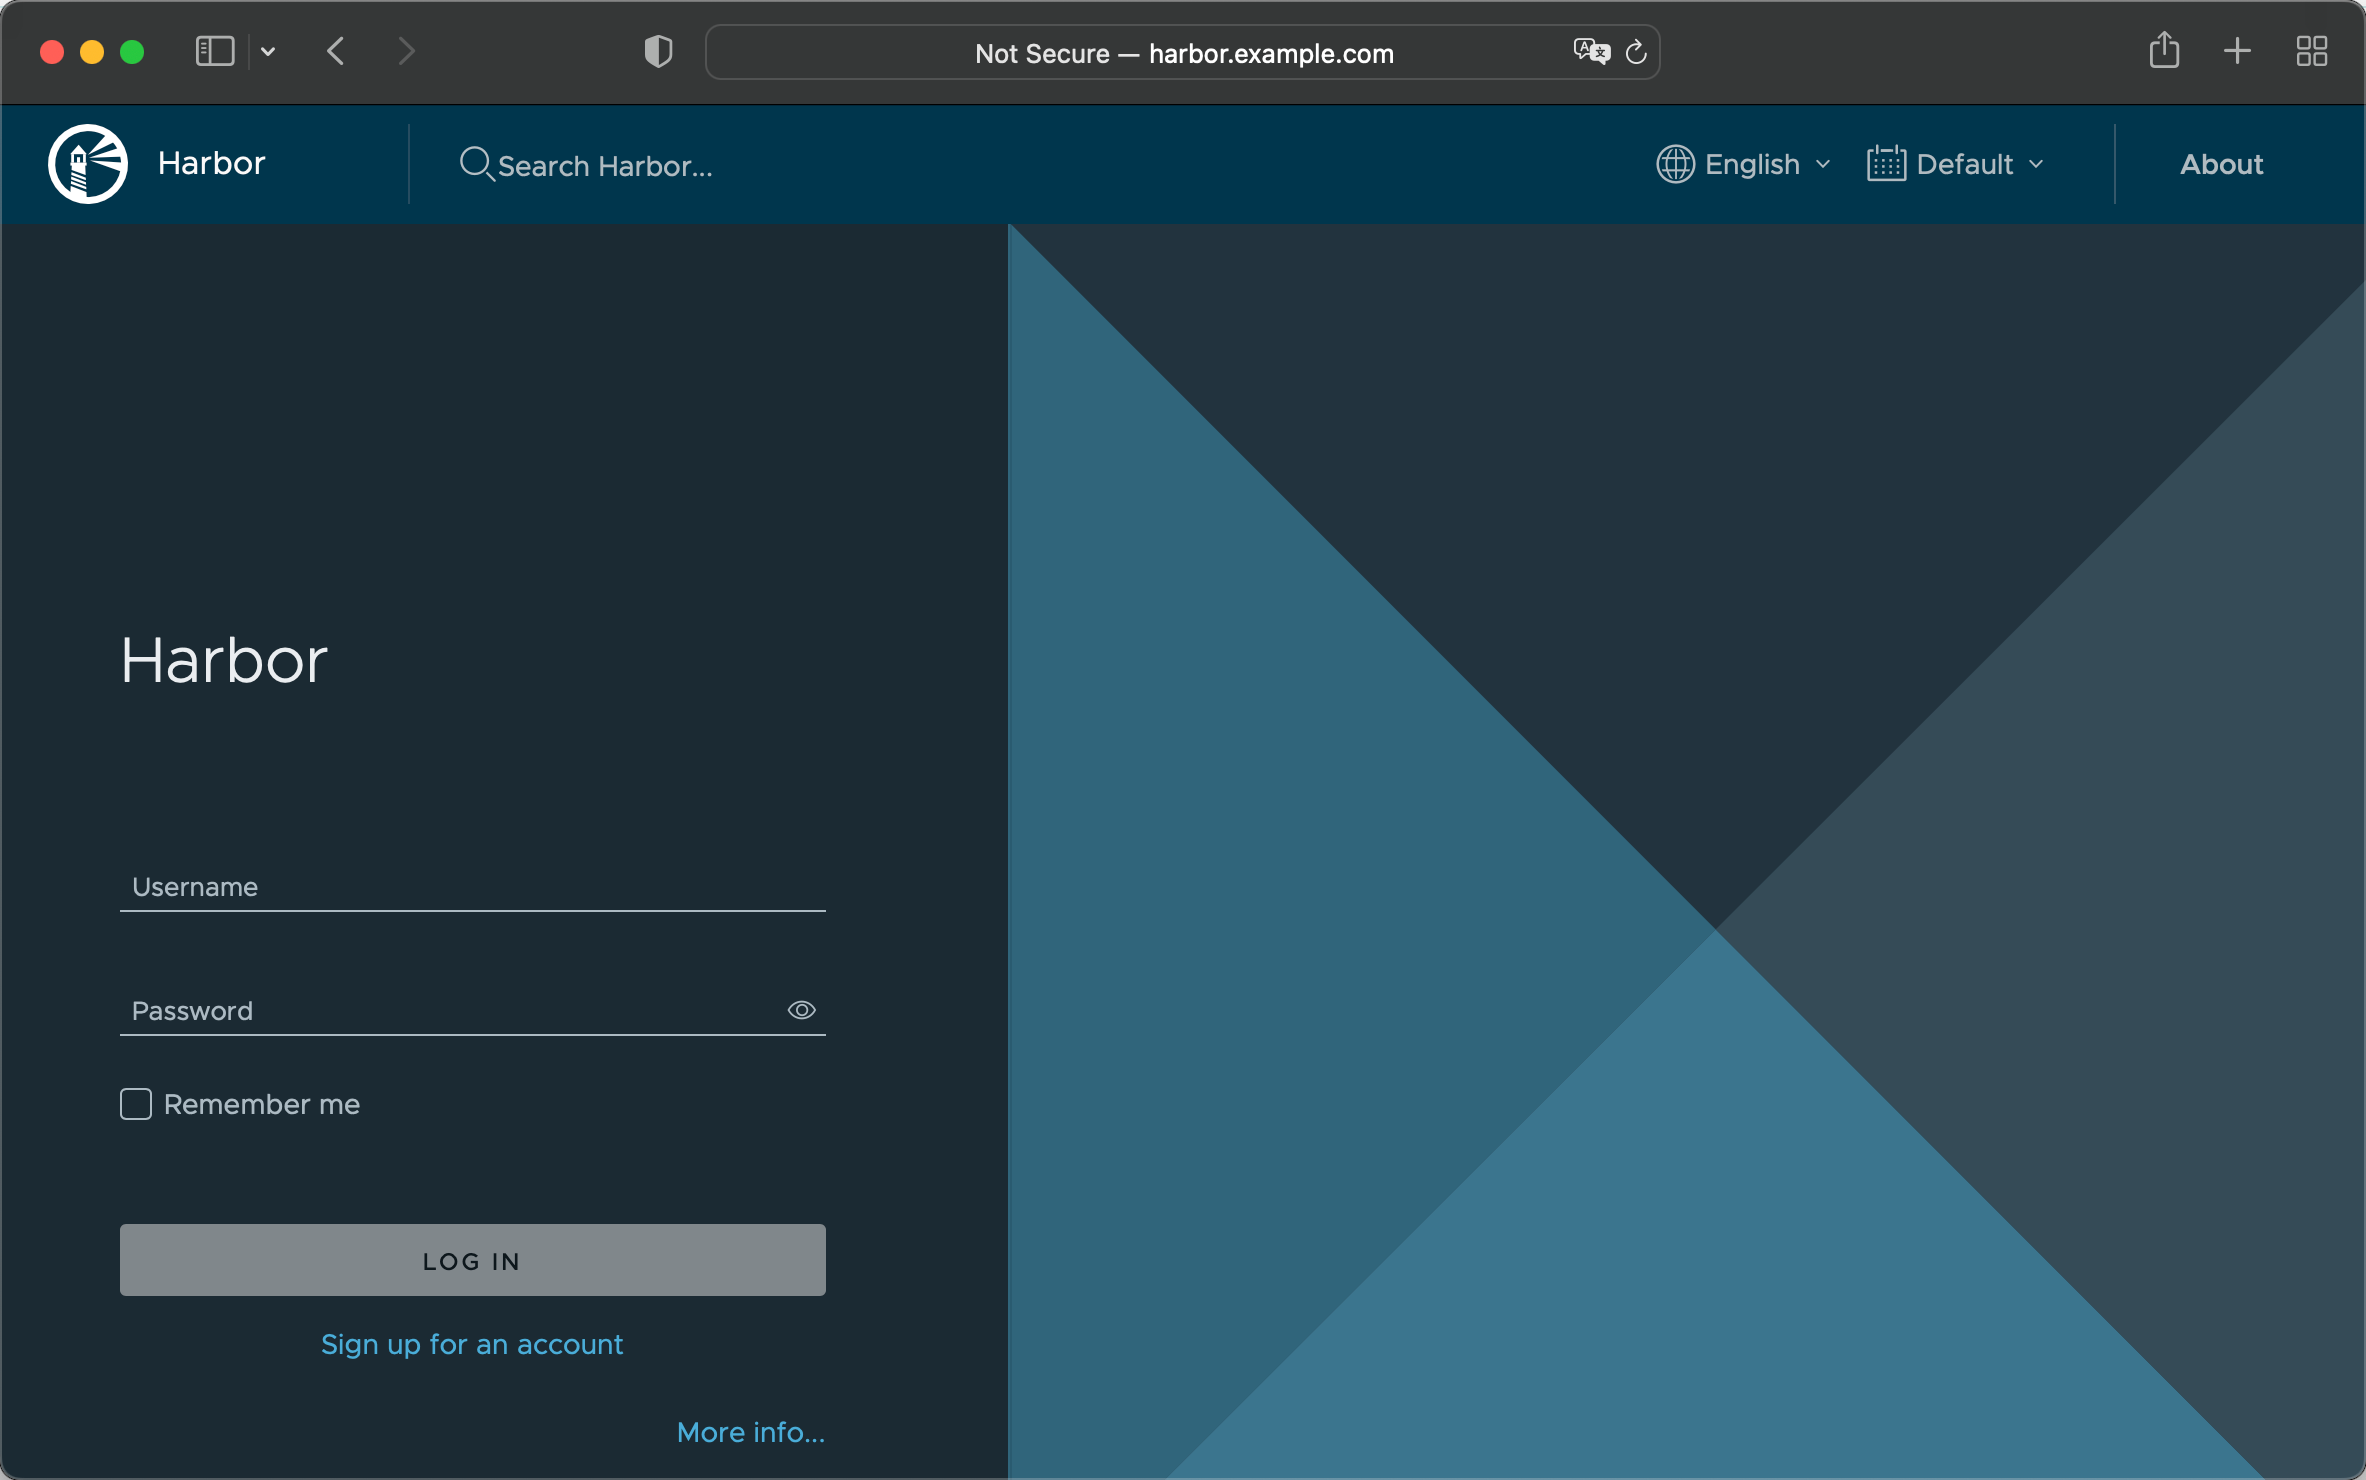 Not Secure — harbor.example.com
Harbor
Search Harbor...
English
Default
About
Harbor
Username
Password
Remember me
LOG IN
Sign up for an account
More info...